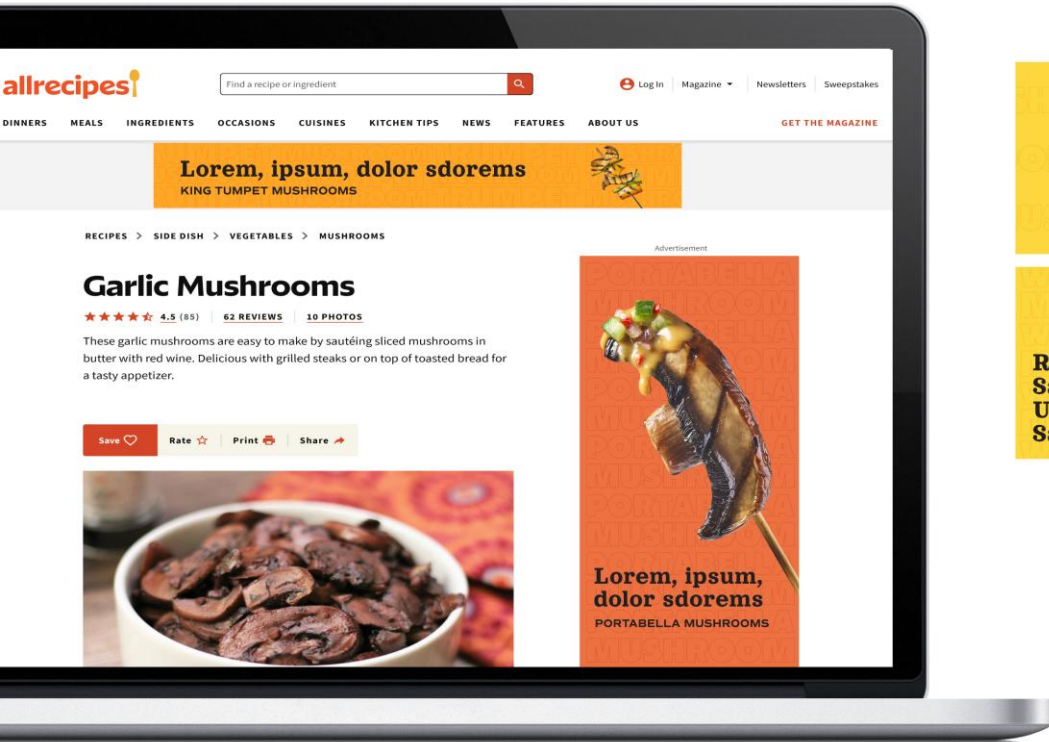 allrecipes
Find a recipe or ingredient
Log In
Magazine
Newsletters
Sweepstakes
DINNERS MEALS INGREDIENTS OCCASIONS CUISINES KITCHEN TIPS NEWS FEATURES ABOUT US GET THE MAGAZINE
Lorem, ipsum, dolor sdorems
KING TUMPET MUSHROOMS
RECIPES > SIDE DISH > VEGETABLES > MUSHROOMS
Advertisement
Garlic Mushrooms
4.5 (85) 62 REVIEWS 10 PHOTOS
These garlic mushrooms are easy to make by sautéing sliced mushrooms in
butter with red wine. Delicious with grilled steaks or on top of toasted bread for
a tasty appetizer.
Save Rate Print Share
PORTABELLA
MUSHROOM
Lorem, ipsum,
dolor sdorems
PORTABELLA MUSHROOMS
MUSHROOM